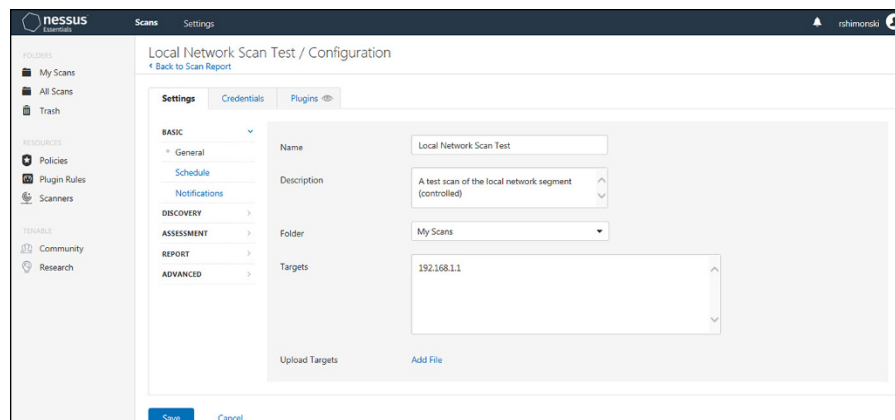 nessus
Essentials
Scans
Settings
rshimonski
FOLDERS
My Scans
All Scans
Trash
RESOURCES
Policies
Plugin Rules
Scanners
TENABLE
Community
Research
Local Network Scan Test / Configuration
Back to Scan Report
Settings
Credentials
Plugins
BASIC
General
Schedule
Notifications
DISCOVERY
ASSESSMENT
REPORT
ADVANCED
Name
Local Network Scan Test
Description
A test scan of the local network segment
(controlled)
Folder
My Scans
Targets
192.168.1.1
Upload Targets
Add File
Save
Cancel